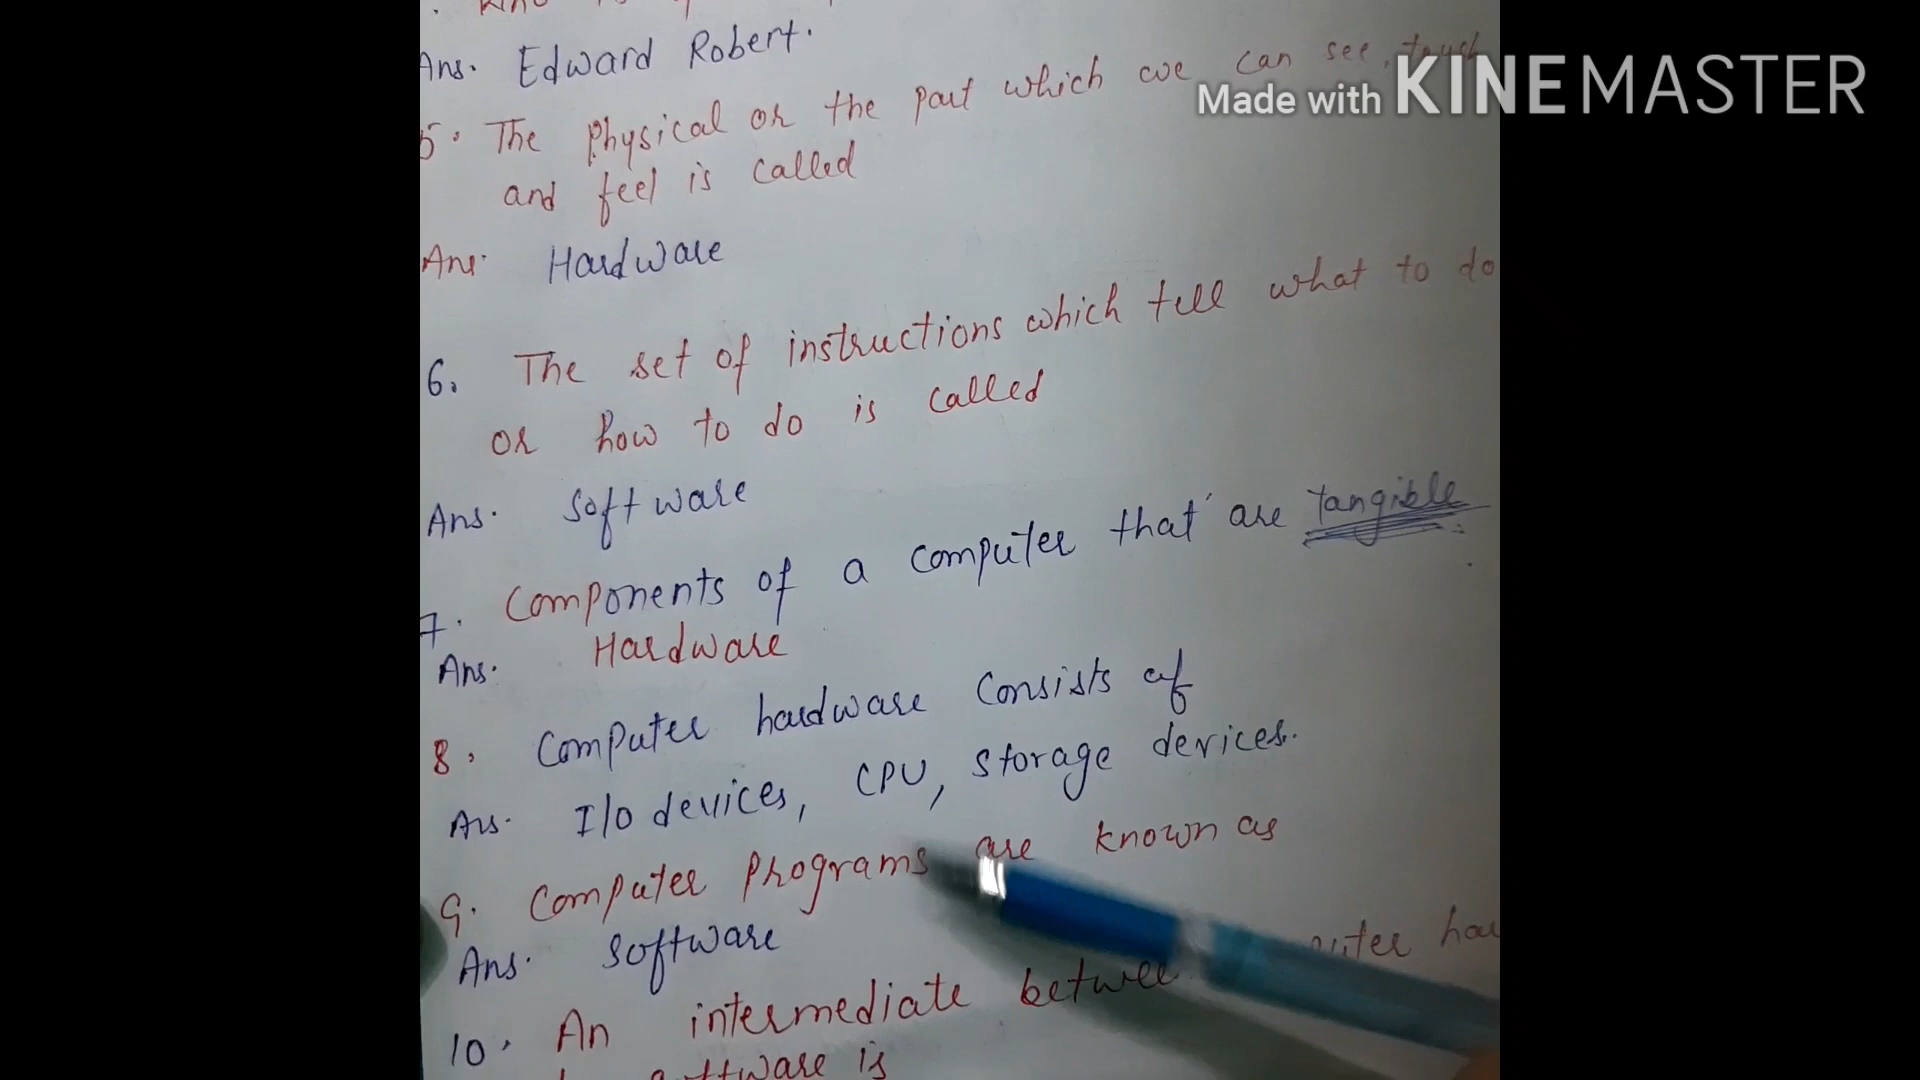 Ans. Edward Robert.
5. The physical or the part which we can see, touch
and feel is called
Ans. Hardware
6. The set of instructions which tell what to do
or how to do is called
Ans. Software
7. Components of a computer that are tangible
Ans. Hardware
8. Computer hardware consists of
Ans. I/O devices, CPU, storage devices.
9. Computer Programs are known as
Ans. Software
10. An intermediate
software is
Made with KINEMASTER